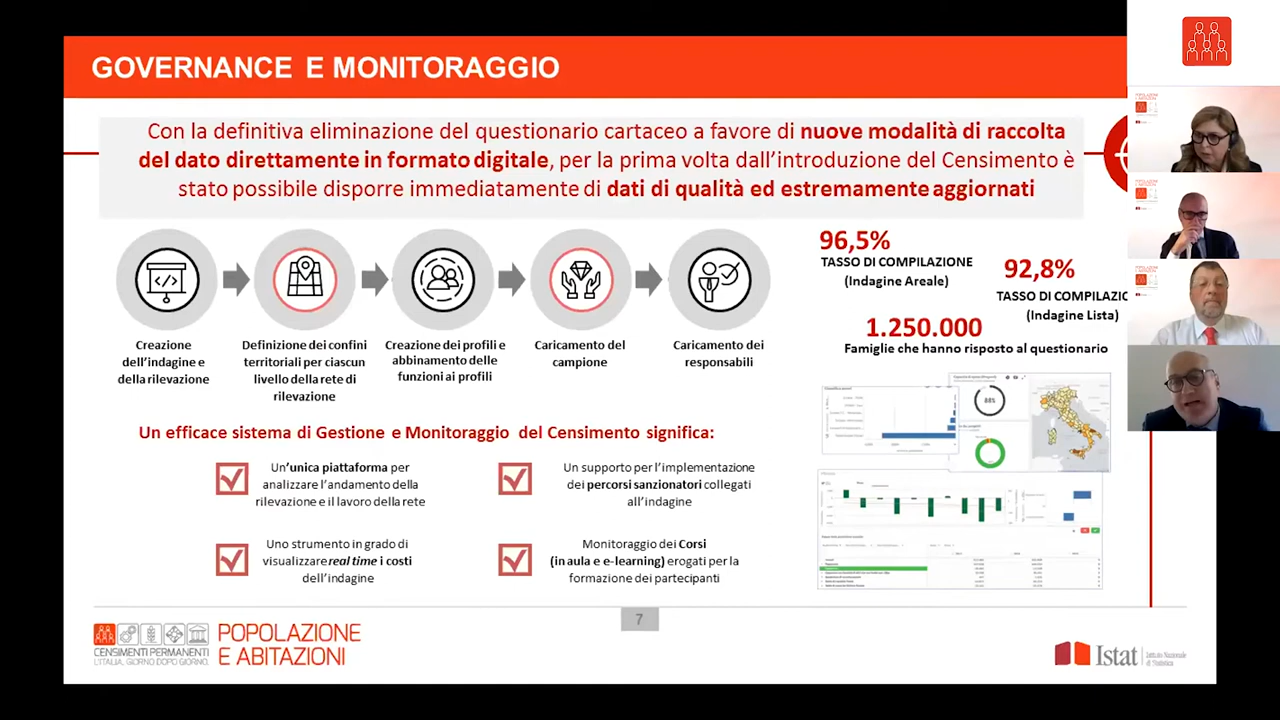 GOVERNANCE E MONITORAGGIO
Con la definitiva eliminazione del questionario cartaceo a favore di nuove modalità di raccolta
del dato direttamente in formato digitale, per la prima volta dall'introduzione del Censimento è
stato possibile disporre immediatamente di dati di qualità ed estremamente aggiornati
Creazione
dell'indagine e
della rilevazione
Definizione dei confini
territoriali per ciascun
livello della rete di
rilevazione
Creazione dei profili e
abbinamento delle
funzioni ai profili
Caricamento del
campione
Caricamento dei
responsabili
96,5%
TASSO DI COMPILAZIONE
(Indagine Areale)
92,8%
TASSO DI COMPILAZIC
(Indagine Lista)
1.250.000
Famiglie che hanno risposto al questionario
88%
Un efficace sistema di Gestione e Monitoraggio del Censimento significa:
Un'unica piattaforma per
analizzare l'andamento della
rilevazione e il lavoro della rete
Un supporto per l'implementazione
dei percorsi sanzionatori collegati
all'indagine
Uno strumento in grado di
visualizzare real time i costi
dell'indagine
Monitoraggio dei Corsi
(in aula e e-learning) erogati per la
formazione dei partecipanti
7
CENSIMENTI PERMANENTI
L'ITALIA, GIORNO DOPO GIORNO.
POPOLAZIONE
E ABITAZIONI
Istat
Istituto Nazionale
di Statistica